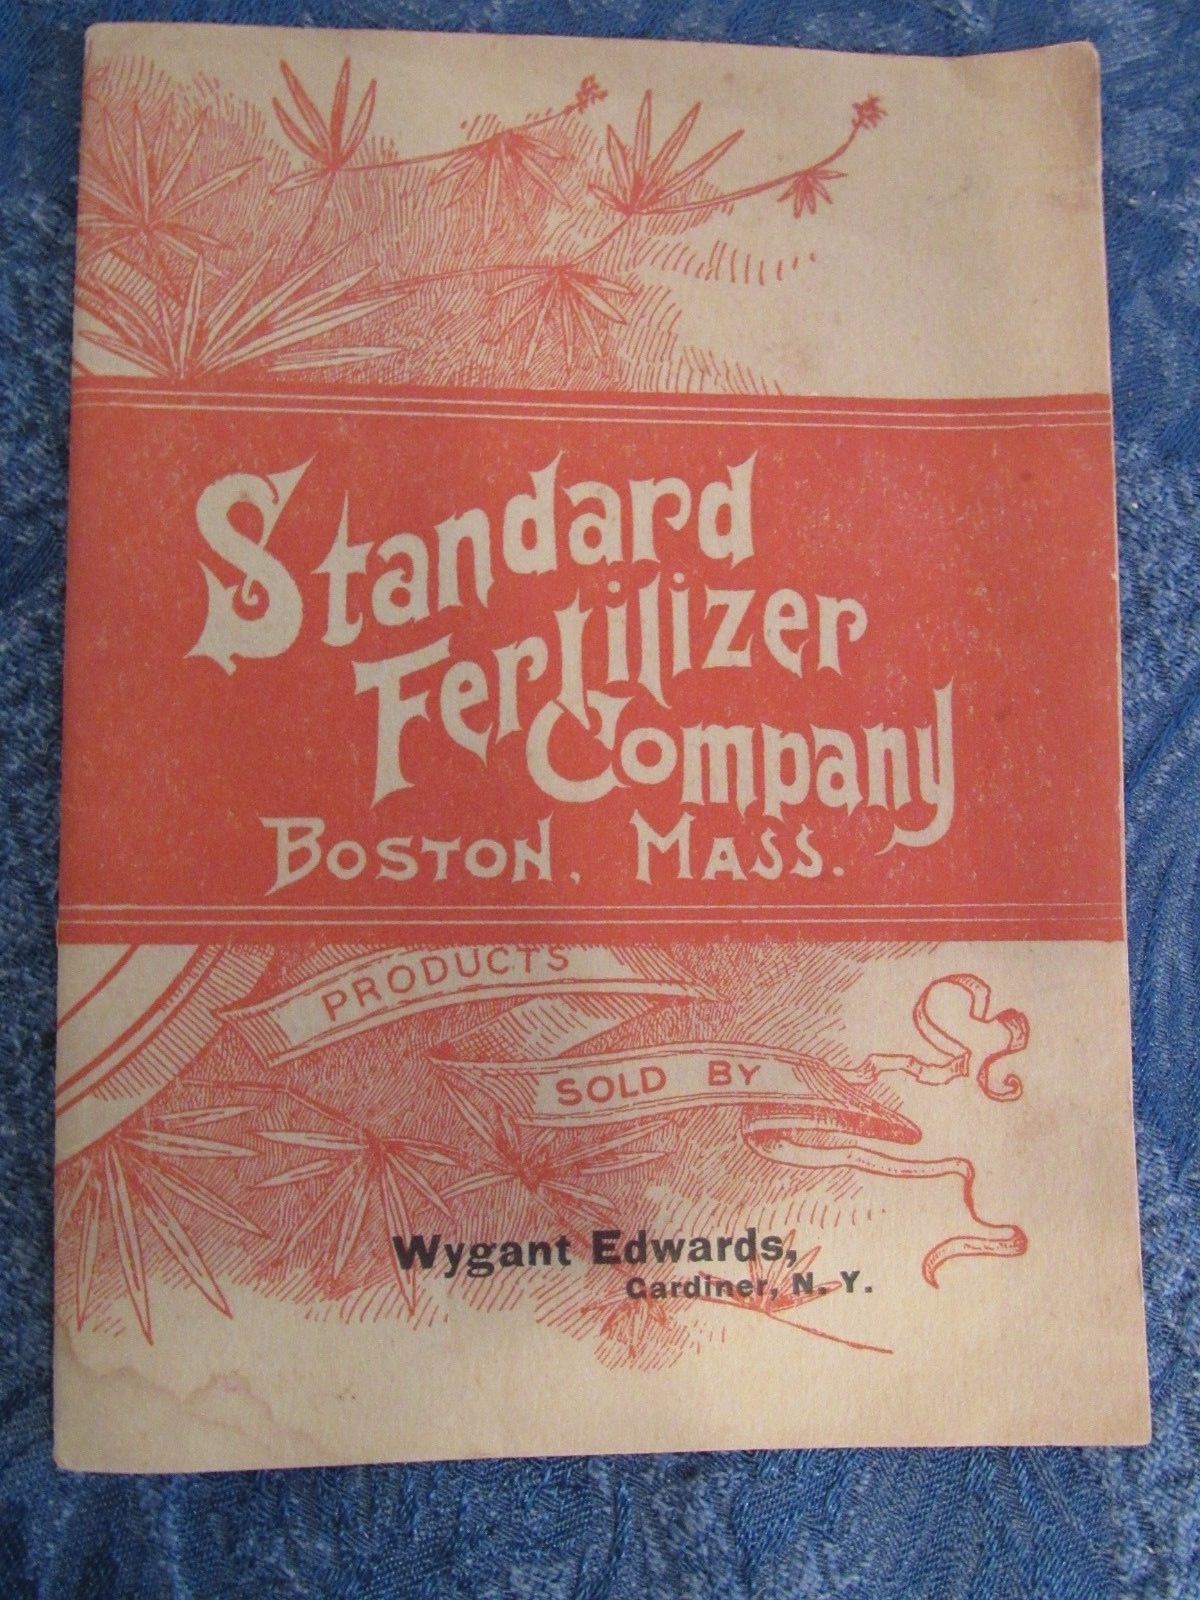 Standard
Fertilizer
Company
BOSTON, MASS.
PRODUCTS
SOLD BY
Wygant Edwards,
Gardiner, N. Y.